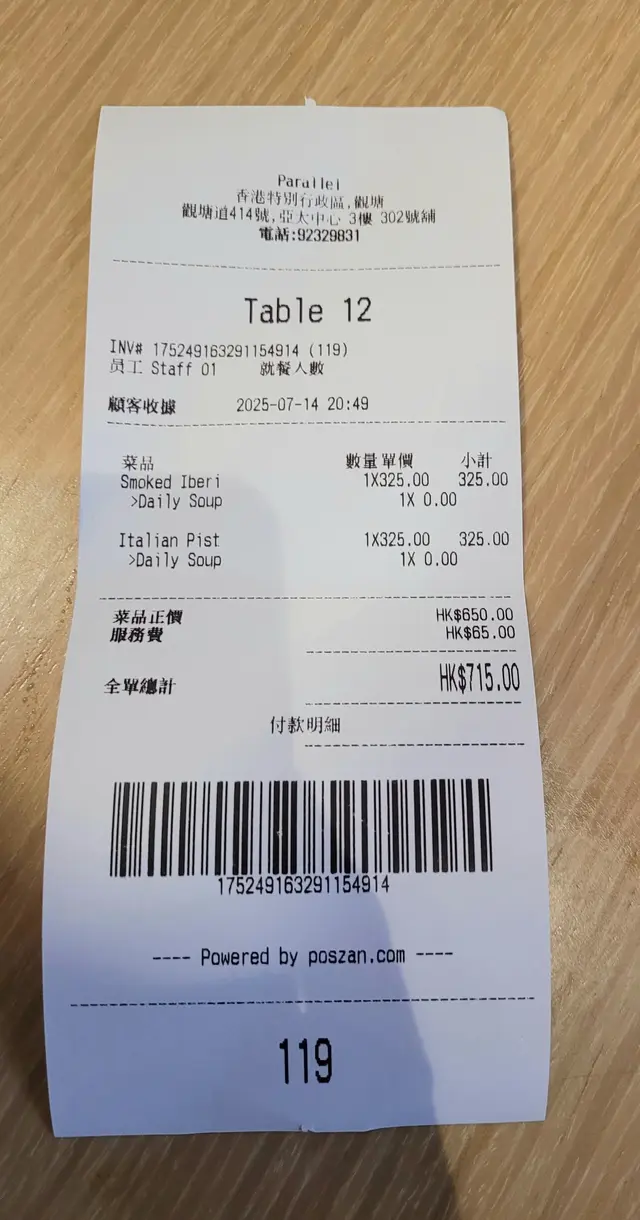 Parallel
香港特別行政區,觀塘
觀塘道414號,亞太中心 3樓 302號舖
電話:92329831
Table 12
INV# 175249163291154914 (119)
員工 Staff 01 就餐人數
顧客收據 2025-07-14 20:49
菜品 數量單價 小計
Smoked Iberi 1X325.00 325.00
>Daily Soup 1X 0.00
Italian Pist 1X325.00 325.00
>Daily Soup 1X 0.00
菜品正價 HK$650.00
服務費 HK$65.00
全單總計 HK$715.00
付款明細
175249163291154914
---- Powered by poszan.com ----
119